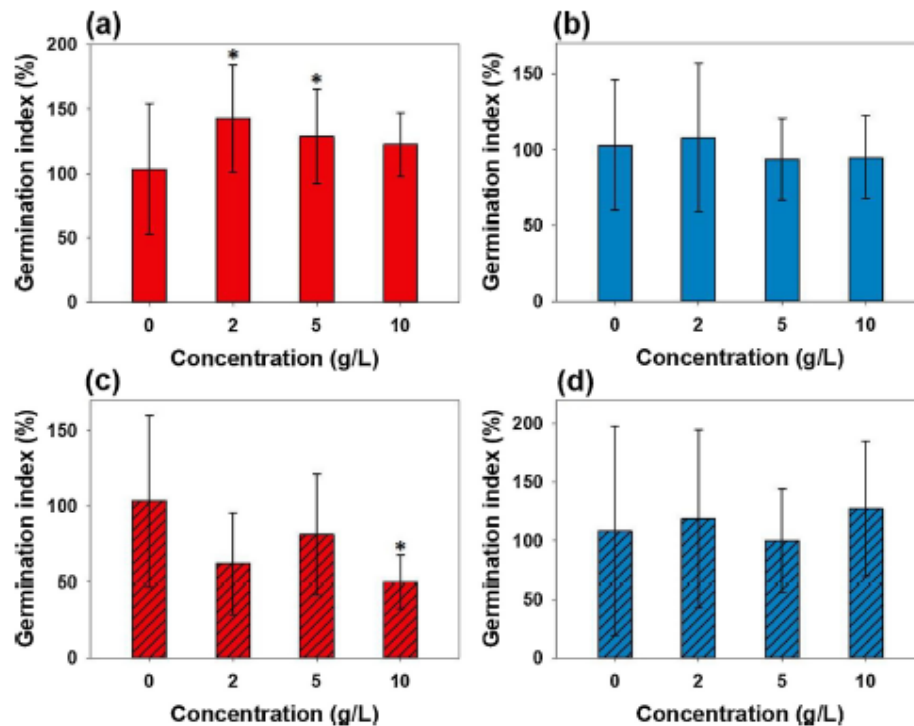 (a)
Germination index (%)
200
150
100
50
0
*
*
0 2 5 10
Concentration (g/L)
(b)
Germination index (%)
150
100
50
0
0 2 5 10
Concentration (g/L)
(c)
Germination index (%)
150
100
50
0
*
0 2 5 10
Concentration (g/L)
(d)
Germination index (%)
200
150
100
50
0
0 2 5 10
Concentration (g/L)